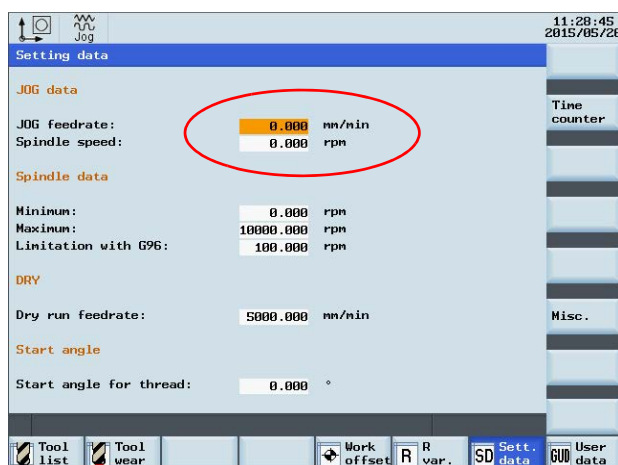 11:28:45
2015/05/28
Jog
Setting data
JOG data
Time
counter
JOG feedrate: 0.000 mm/min
Spindle speed: 0.000 rpm
Spindle data
Minimum: 0.000 rpm
Maximum: 10000.000 rpm
Limitation with G96: 100.000 rpm
DRY
Dry run feedrate: 5000.000 mm/min Misc.
Start angle
Start angle for thread: 0.000 °
Tool list Tool wear Work offset R R var. SD Sett. data GUD User data